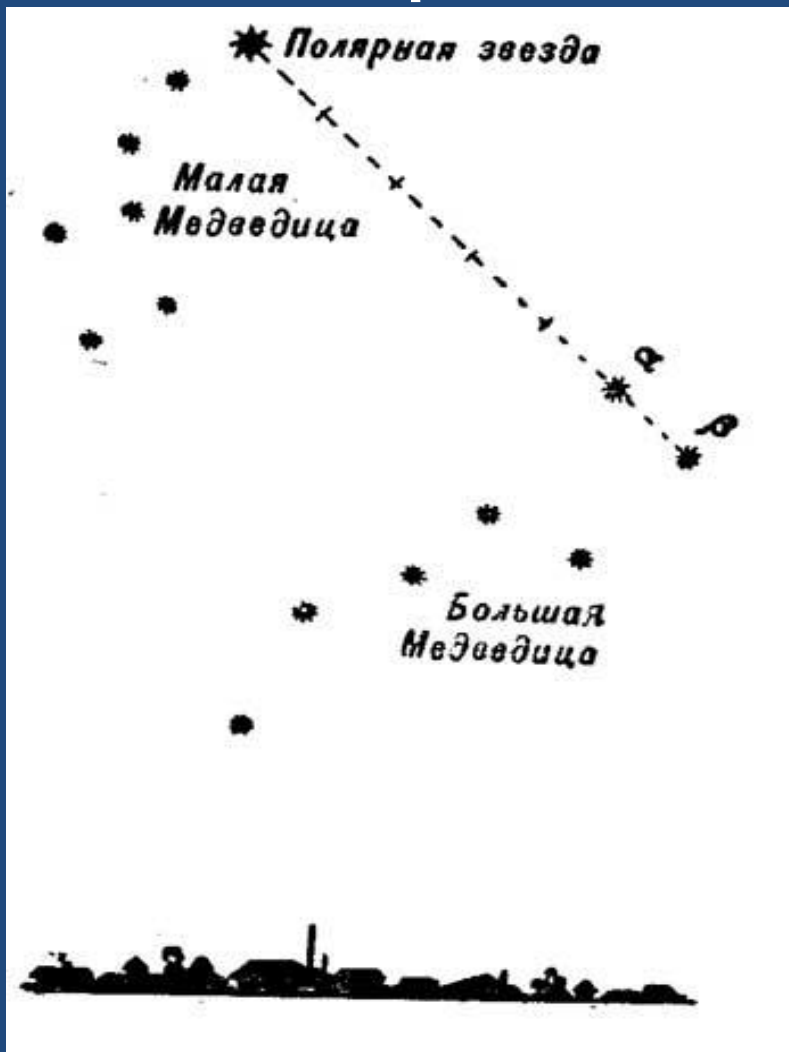 Полярная звезда
Малая
Медведица
α
β
Большая
Медведица